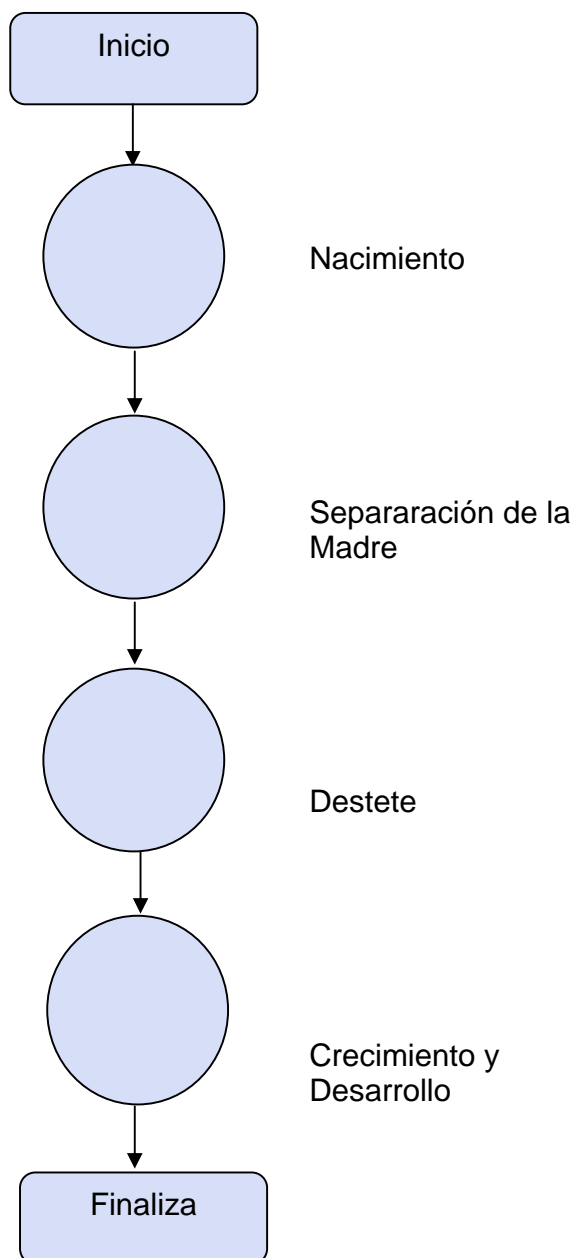 Inicio
Nacimiento
Separaración de la
Madre
Destete
Crecimiento y
Desarrollo
Finaliza